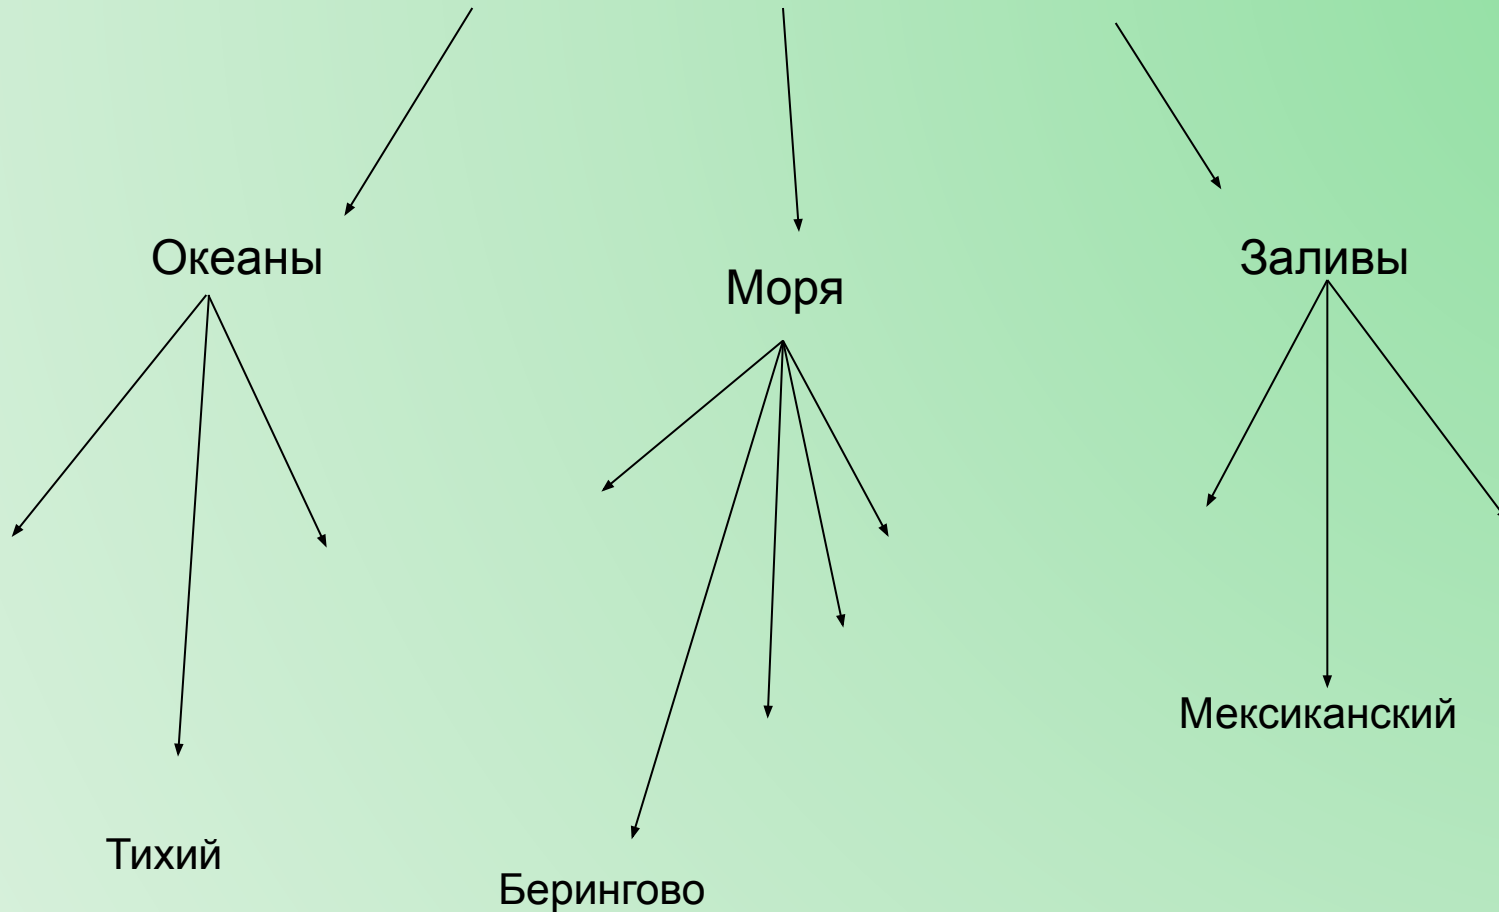 Океаны
Моря
Заливы
Мексиканский
Тихий
Берингово